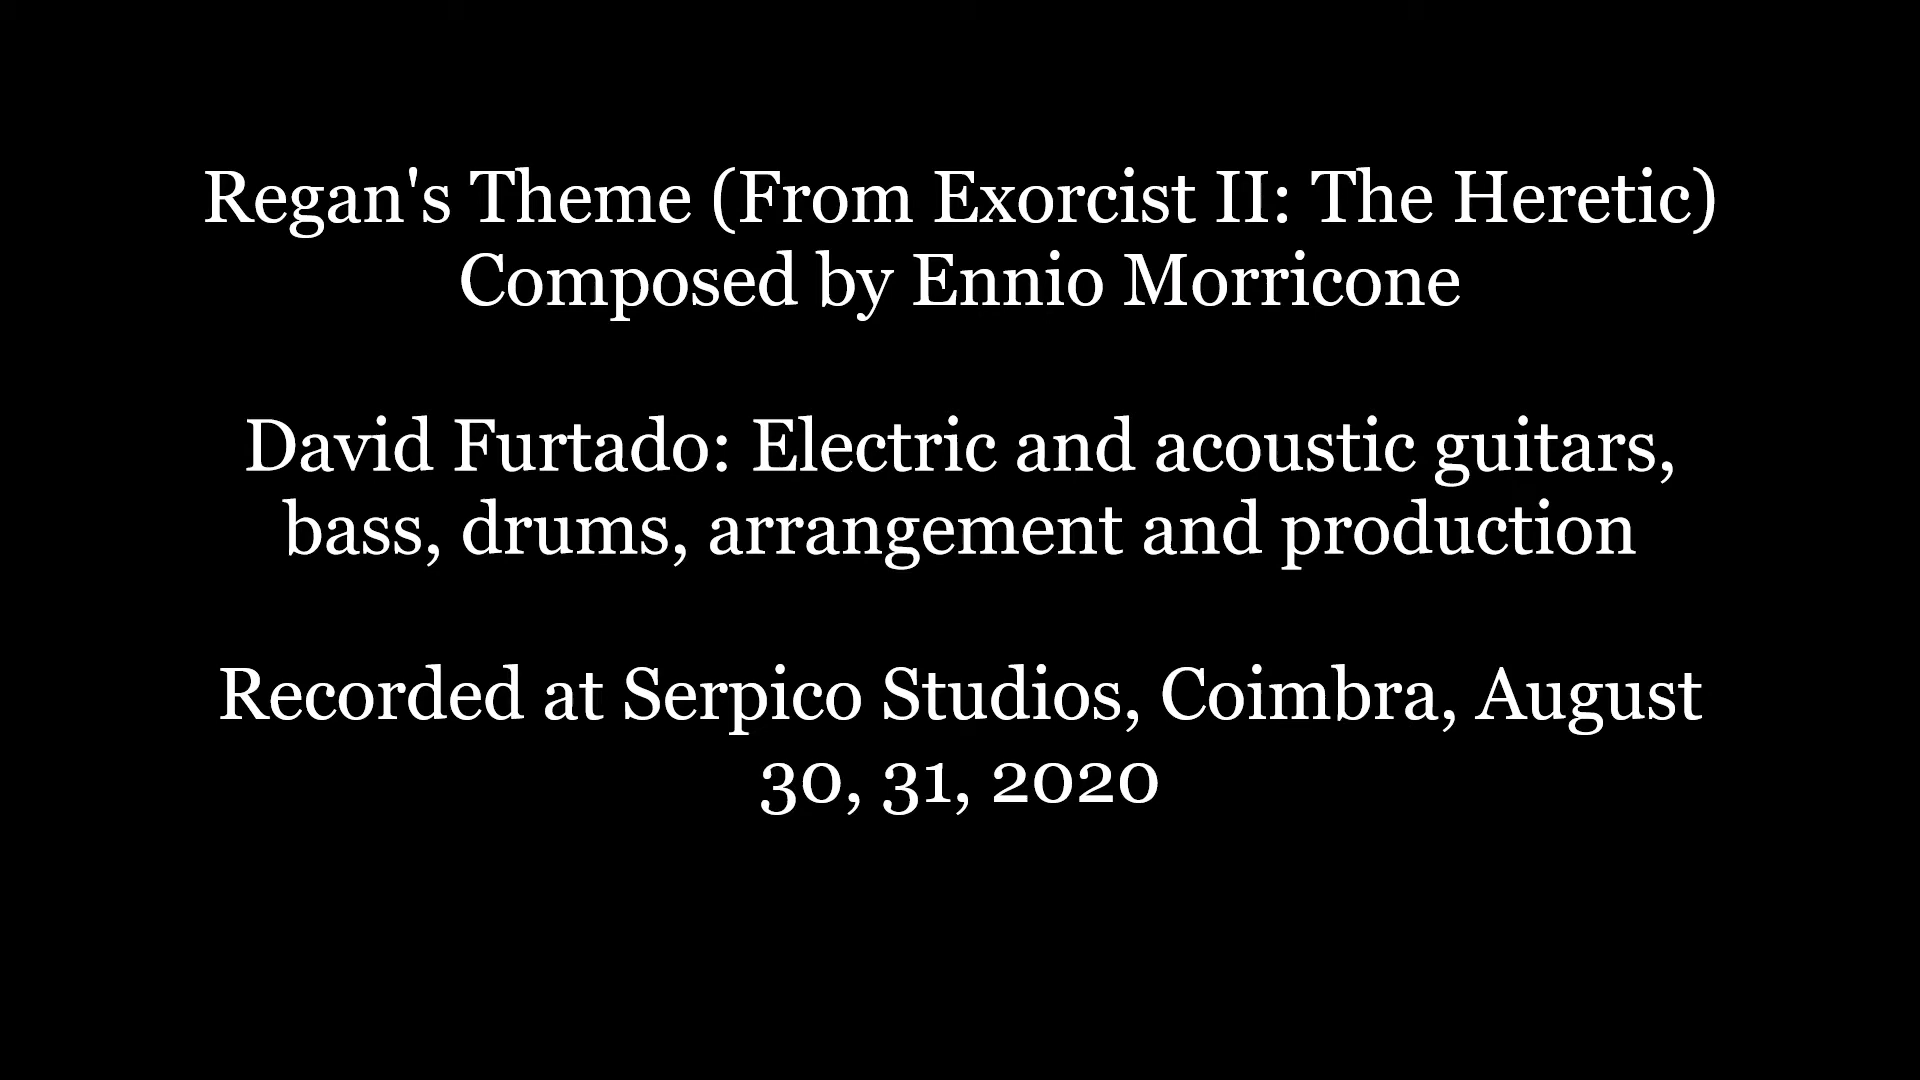 Regan's Theme (From Exorcist II: The Heretic)
Composed by Ennio Morricone
David Furtado: Electric and acoustic guitars,
bass, drums, arrangement and production
Recorded at Serpico Studios, Coimbra, August
30, 31, 2020